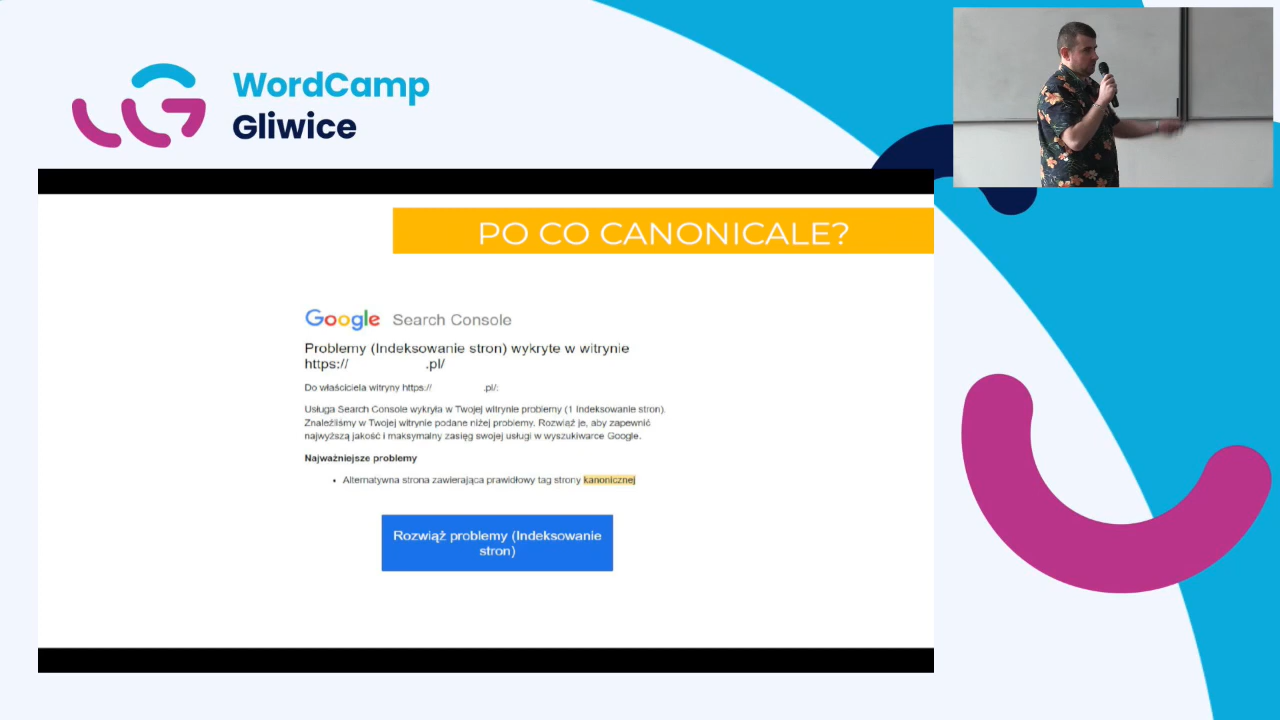 WordCamp
Gliwice
PO CO CANONICALE?
Google Search Console
Problemy (Indeksowanie stron) wykryte w witrynie
https:// .pl/
Do właściciela witryny https:// .pl/:
Usługa Search Console wykryła w Twojej witrynie problemy (1 Indeksowanie stron).
Znaleźliśmy w Twojej witrynie podane niżej problemy. Rozwiąż je, aby zapewnić
najwyższą jakość i maksymalny zasięg swojej usługi w wyszukiwarce Google.
Najważniejsze problemy
• Alternatywna strona zawierająca prawidłowy tag strony kanonicznej
Rozwiąż problemy (Indeksowanie
stron)